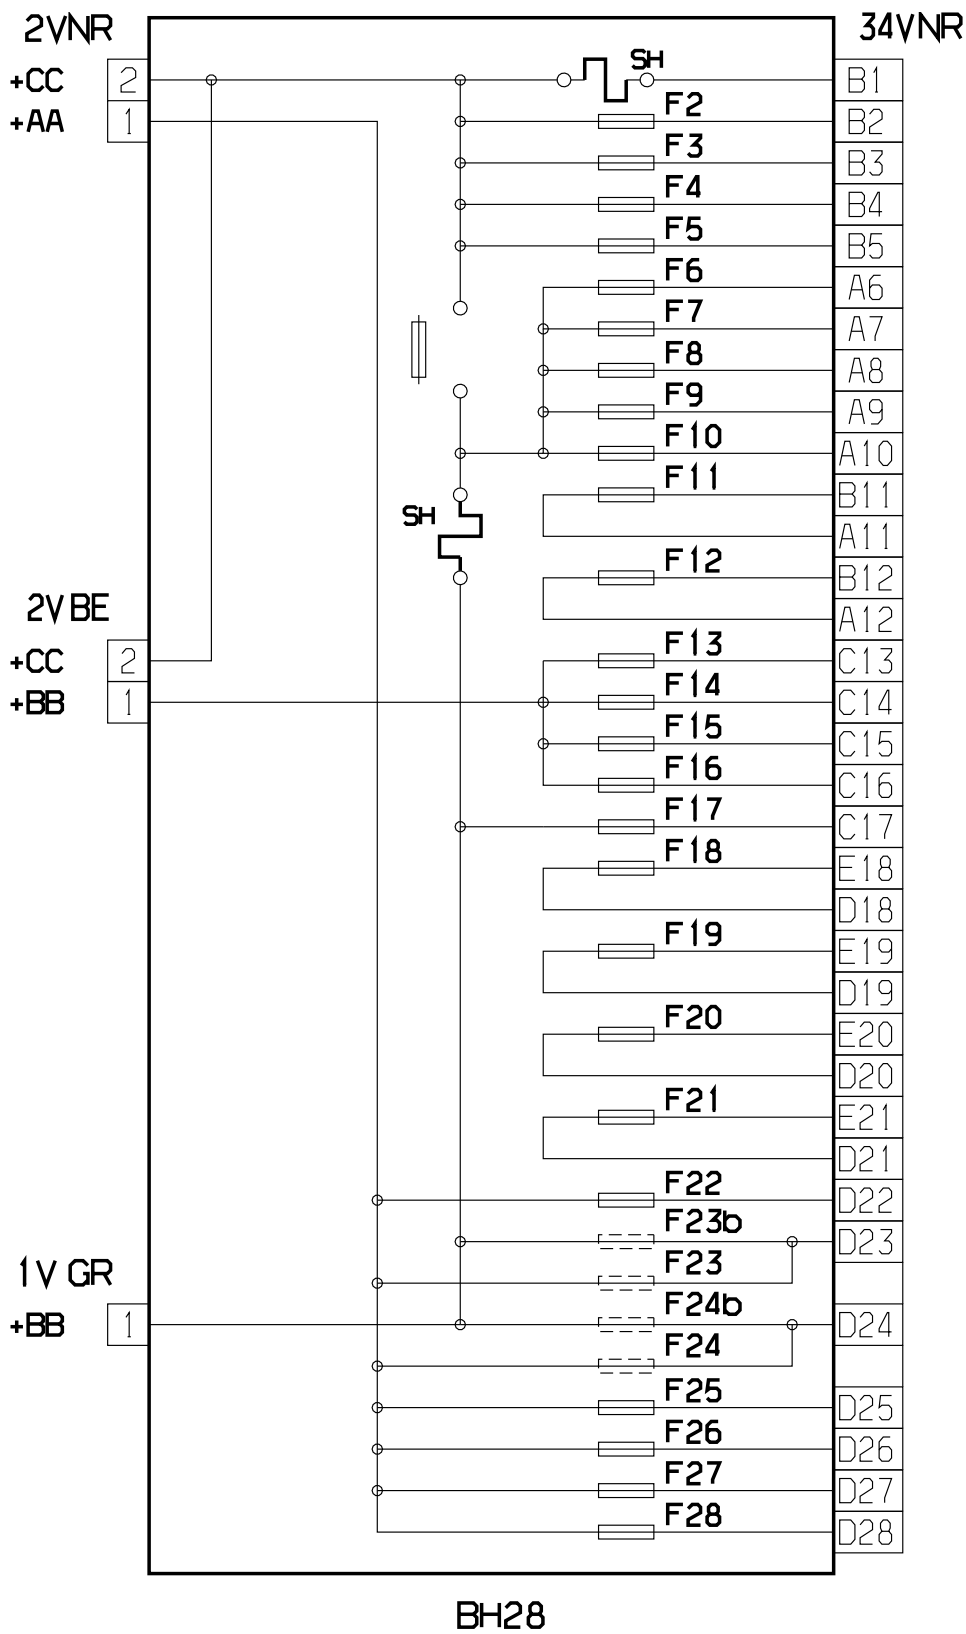 2VNR 34VNR
+CC 2 SH B1
+AA 1 F2 B2
F3 B3
F4 B4
F5 B5
F6 A6
F7 A7
F8 A8
F9 A9
F10 A10
F11 B11
SH A11
F12 B12
2V BE A12
+CC 2 F13 C13
+BB 1 F14 C14
F15 C15
F16 C16
F17 C17
F18 E18
D18
F19 E19
D19
F20 E20
D20
F21 E21
D21
F22 D22
F23b D23
1V GR F23
+BB 1 F24b D24
F24
F25 D25
F26 D26
F27 D27
F28 D28
BH28